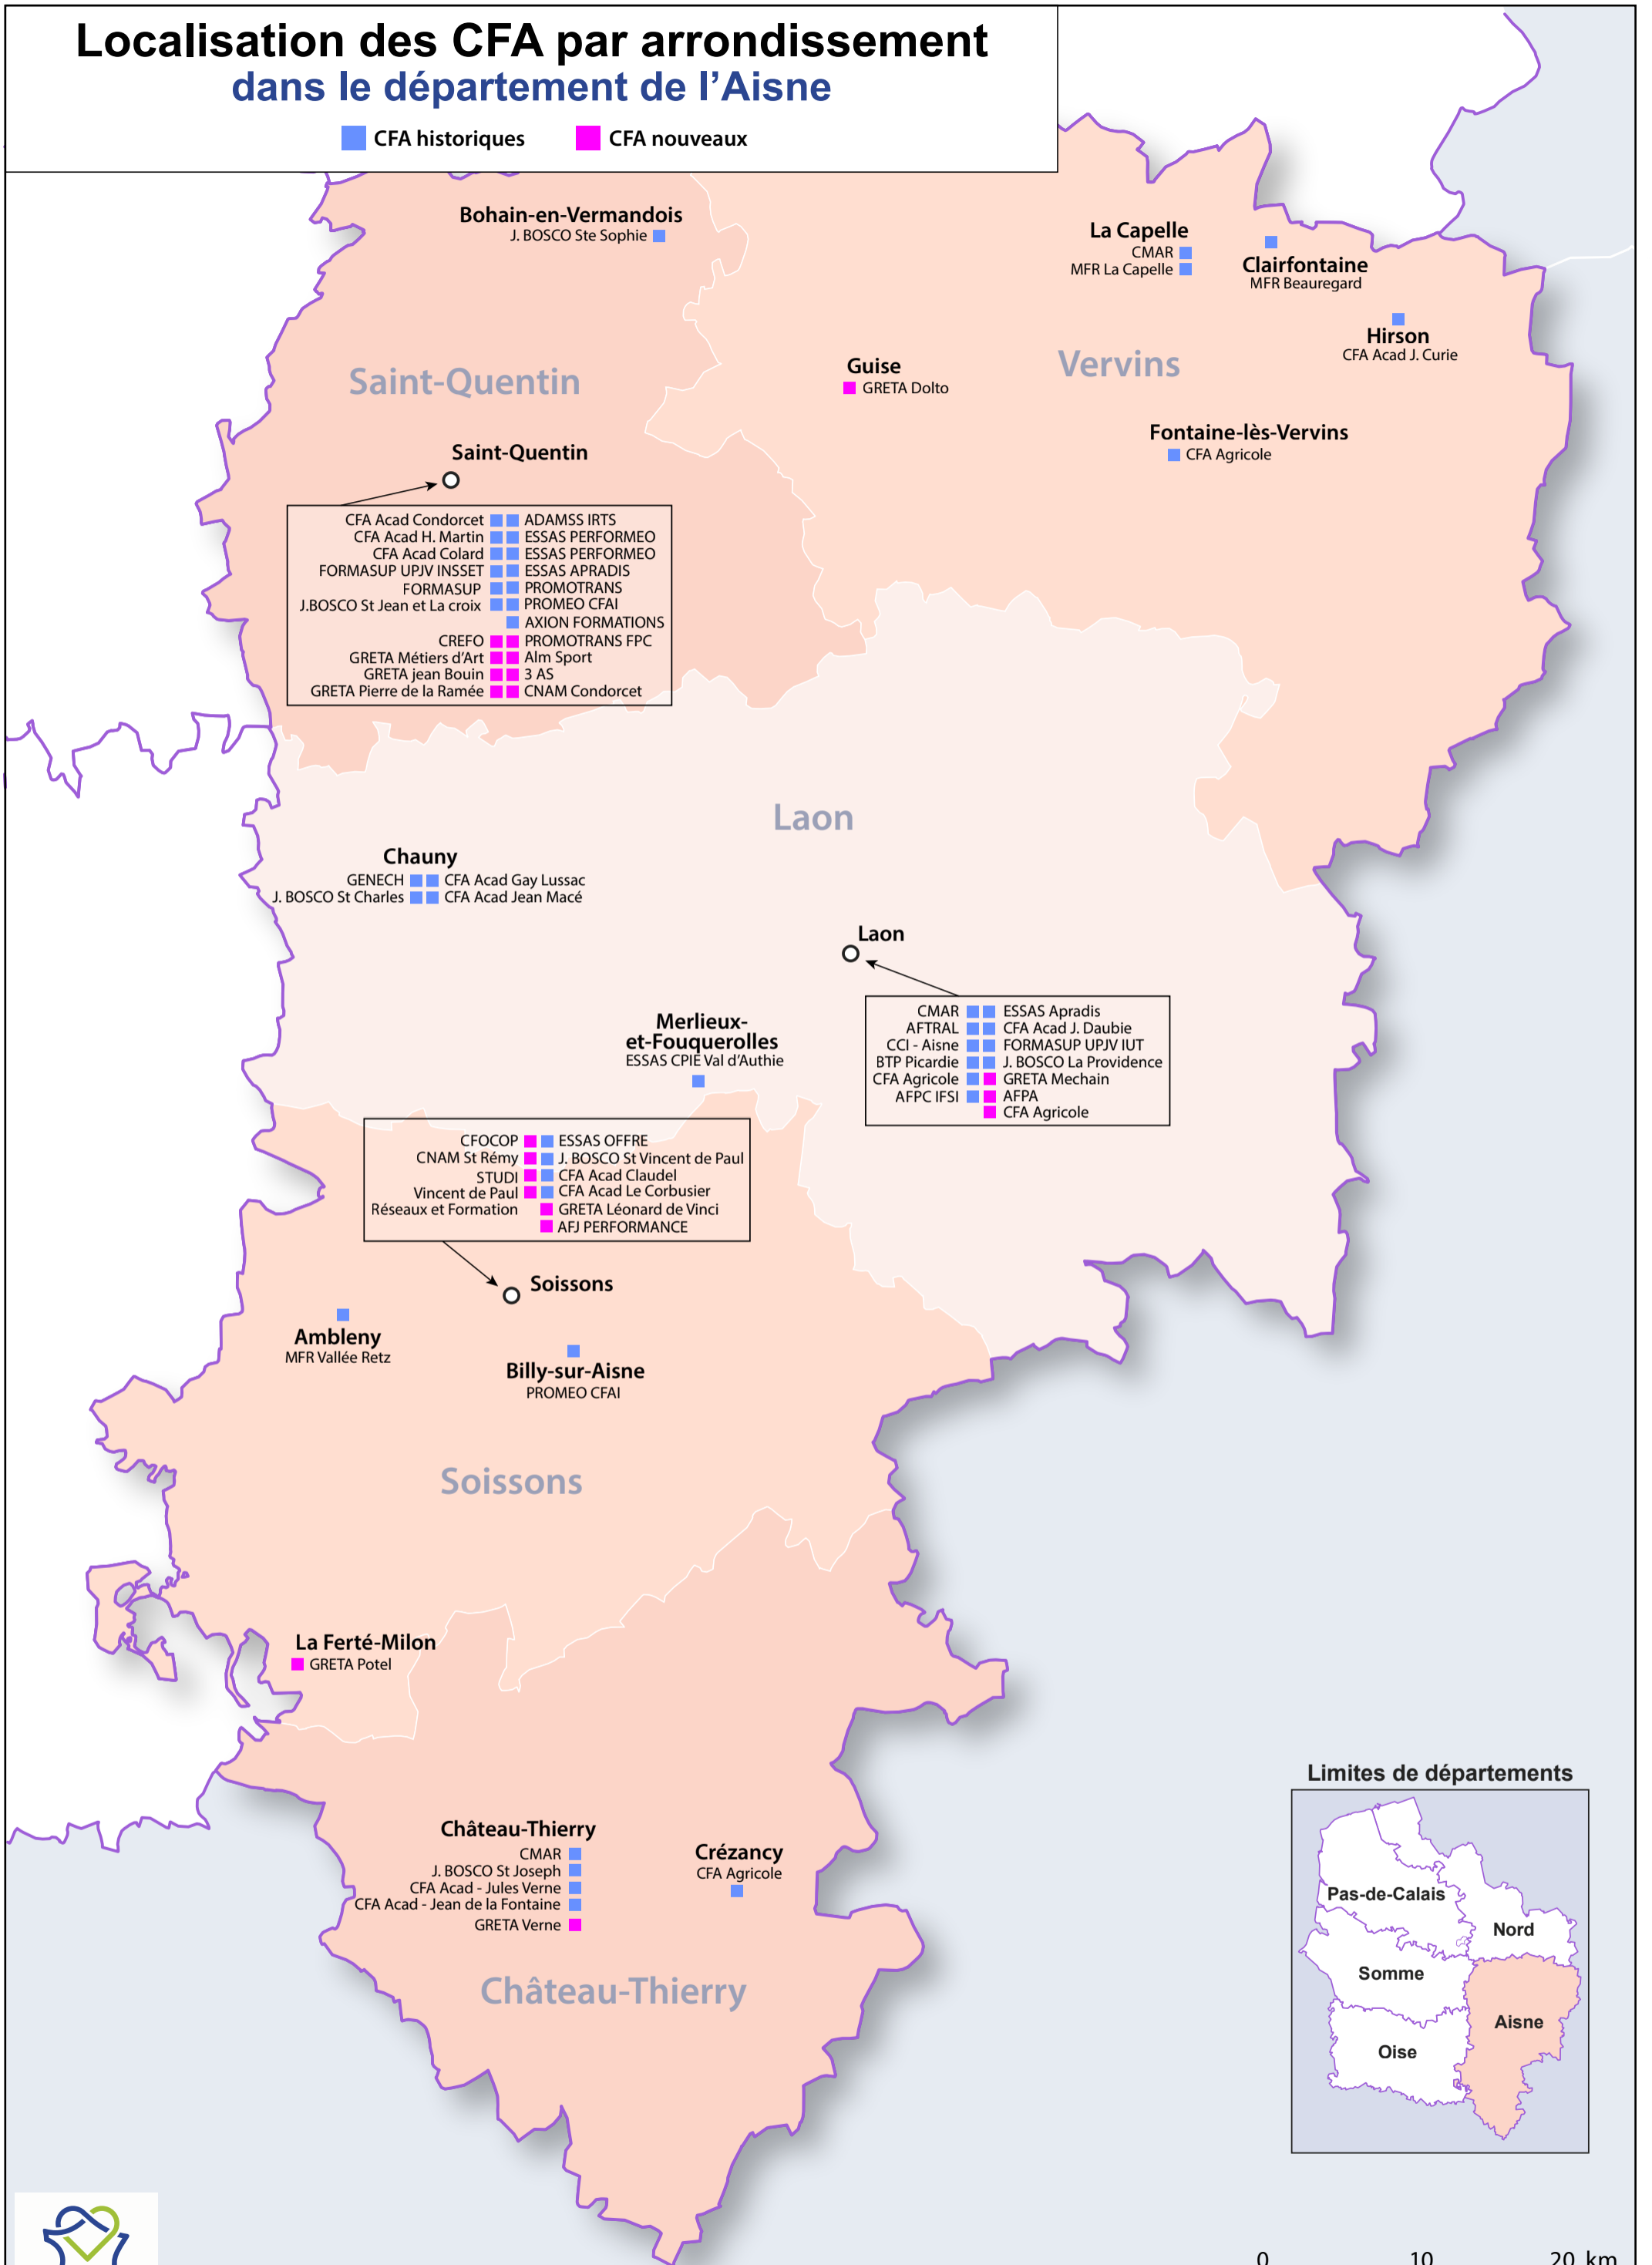 Localisation des CFA par arrondissement
dans le département de l’Aisne
CFA historiques CFA nouveaux
Bohain-en-Vermandois
J. BOSCO Ste Sophie
La Capelle
CMAR
MFR La Capelle
Clairfontaine
MFR Beauregard
Hirson
CFA Acad J. Curie
Saint-Quentin
Vervins
Guise
GRETA Dolto
Fontaine-lès-Vervins
CFA Agricole
Saint-Quentin
CFA Acad Condorcet ADAMSS IRTS
CFA Acad H. Martin ESSAS PERFORMEO
CFA Acad Colard ESSAS PERFORMEO
FORMASUP UPJV INSSET ESSAS APRADIS
FORMASUP PROMOTRANS
J.BOSCO St Jean et La croix PROMEO CFAI
AXION FORMATIONS
CREFO PROMOTRANS FPC
GRETA Métiers d’Art Alm Sport
GRETA jean Bouin 3 AS
GRETA Pierre de la Ramée CNAM Condorcet
Laon
Chauny
GENECH CFA Acad Gay Lussac
J. BOSCO St Charles CFA Acad Jean Macé
Laon
CMAR ESSAS Apradis
AFTRAL CFA Acad J. Daubie
CCI - Aisne FORMASUP UPJV IUT
BTP Picardie J. BOSCO La Providence
CFA Agricole GRETA Mechain
AFPC IFSI AFPA
CFA Agricole
Merlieux-
et-Fouquerolles
ESSAS CPIE Val d’Authie
CFOCOP ESSAS OFFRE
CNAM St Rémy J. BOSCO St Vincent de Paul
STUDI CFA Acad Claudel
Vincent de Paul CFA Acad Le Corbusier
Réseaux et Formation GRETA Léonard de Vinci
AFJ PERFORMANCE
Soissons
Ambleny
MFR Vallée Retz
Billy-sur-Aisne
PROMEO CFAI
Soissons
La Ferté-Milon
GRETA Potel
Château-Thierry
CMAR
J. BOSCO St Joseph
CFA Acad - Jules Verne
CFA Acad - Jean de la Fontaine
GRETA Verne
Crézancy
CFA Agricole
Château-Thierry
Limites de départements
Pas-de-Calais
Nord
Somme
Aisne
Oise
0 10 20 km